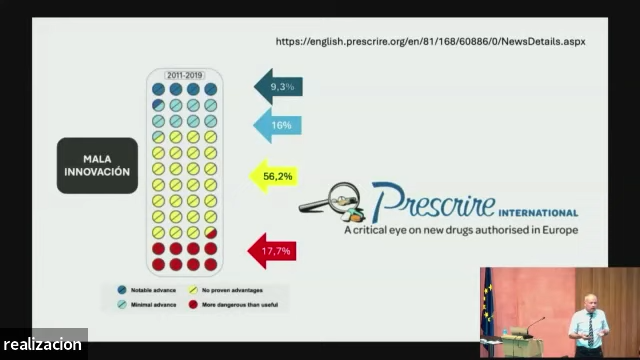 https://english.prescrire.org/en/81/168/60886/0/NewsDetails.aspx
2011-2019
9,3%
16%
MALA
INNOVACIÓN
56,2%
Prescrire INTERNATIONAL
A critical eye on new drugs authorised in Europe
17,7%
Notable advance
No proven advantages
Minimal advance
More dangerous than useful
realizacion